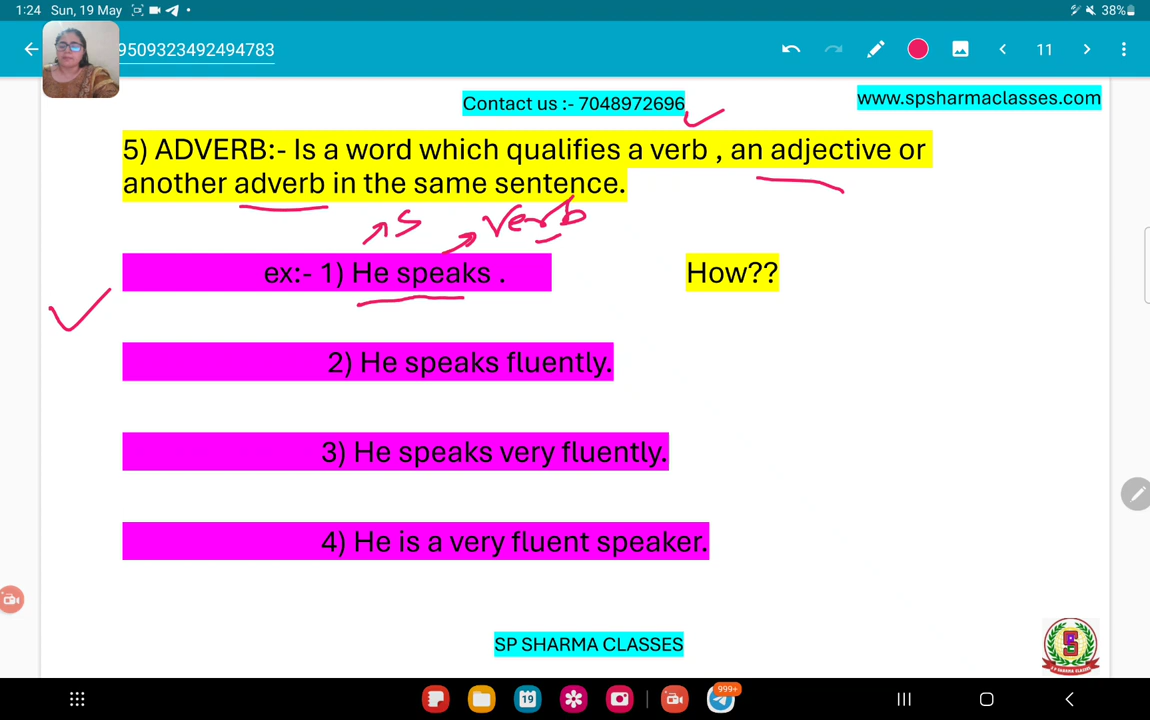 1:24 Sun, 19 May 38%
9509323492494783 11
Contact us :- 7048972696 www.spsharmaclasses.com
5) ADVERB:- Is a word which qualifies a verb , an adjective or
another adverb in the same sentence.
S verb
ex:- 1) He speaks . How??
2) He speaks fluently.
3) He speaks very fluently.
4) He is a very fluent speaker.
SP SHARMA CLASSES
S
19 999+